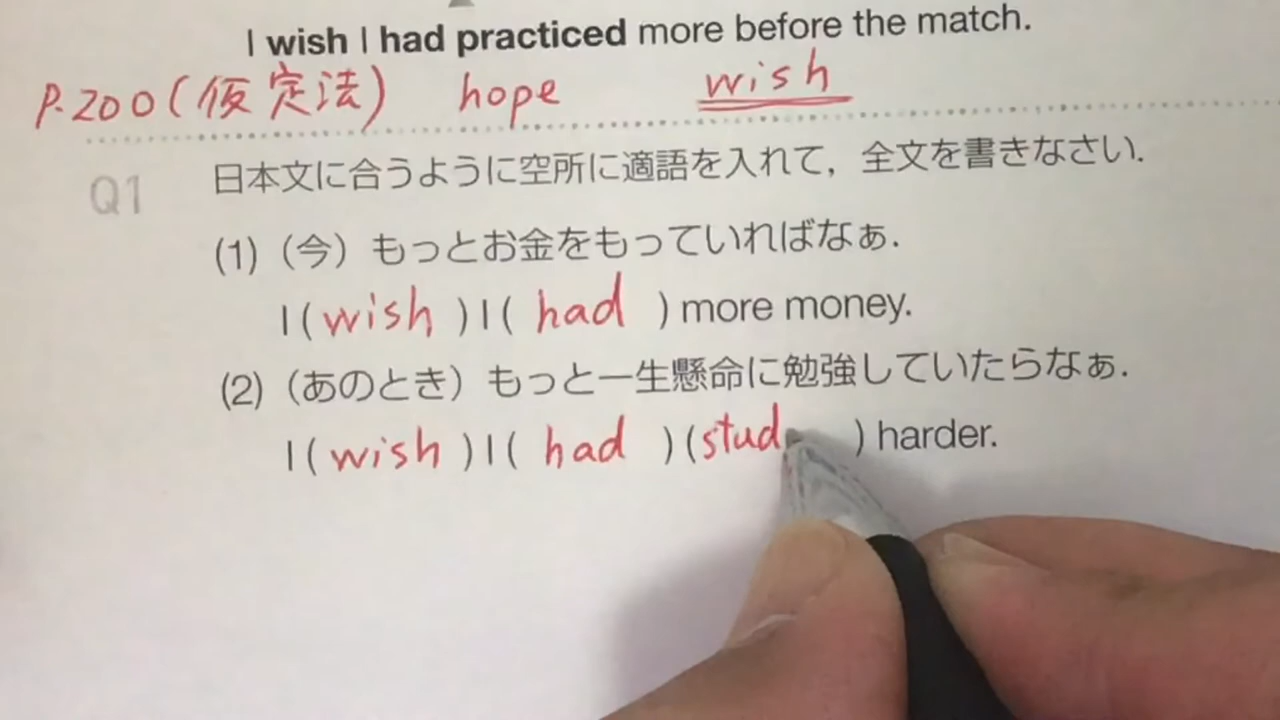 I wish I had practiced more before the match.
P.200(仮定法) hope wish
Q1 日本文に合うように空所に適語を入れて，全文を書きなさい.
(1)（今）もっとお金をもっていればなぁ.
I ( wish ) I ( had ) more money.
(2)（あのとき）もっと一生懸命に勉強していたらなぁ.
I ( wish ) I ( had ) (stud ) harder.